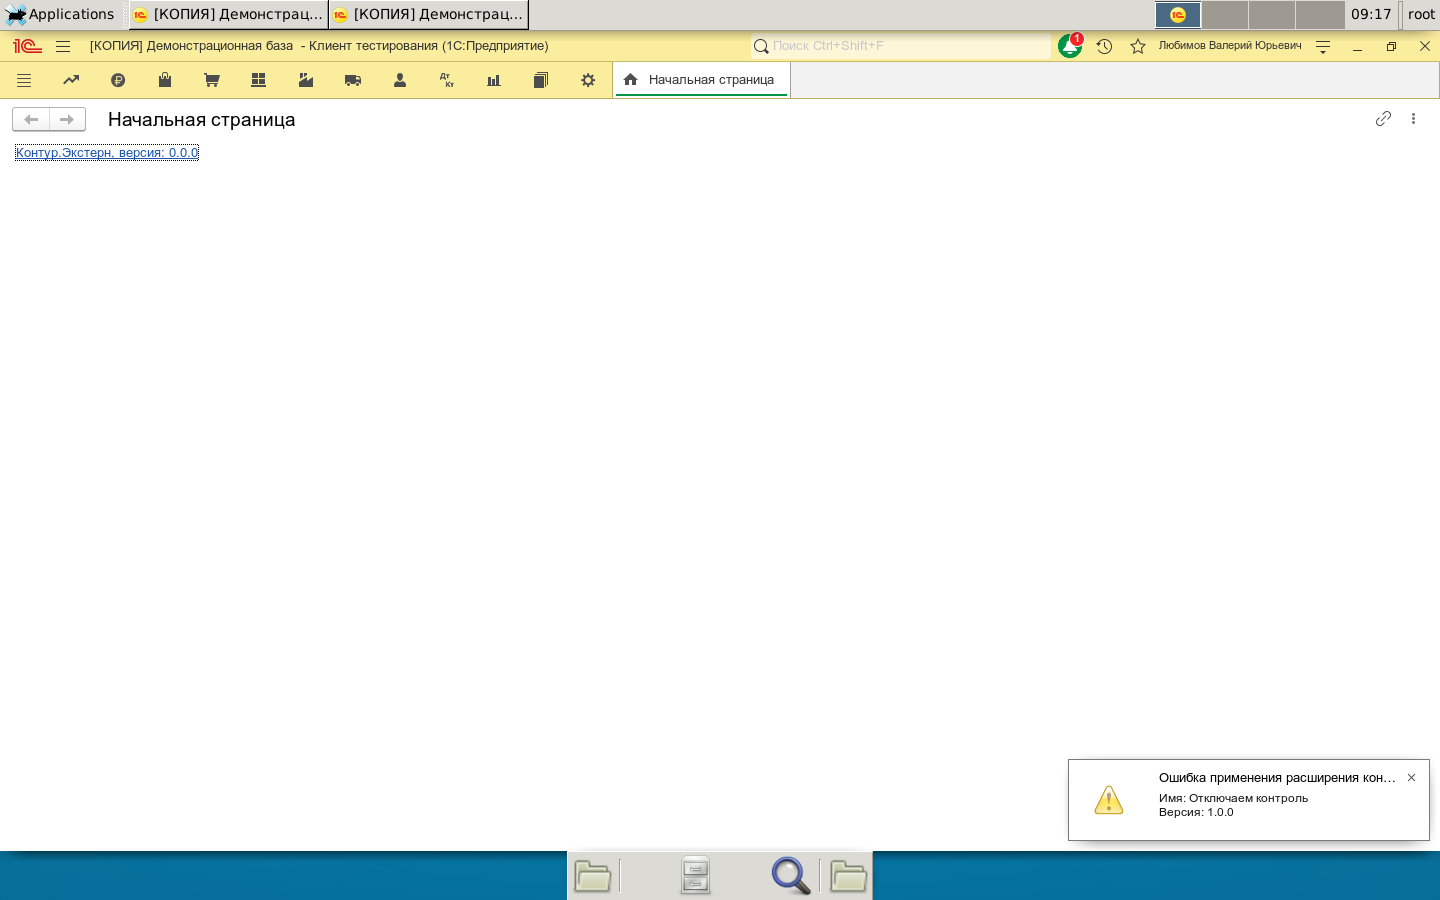 Applications
[КОПИЯ] Демонстрац...
[КОПИЯ] Демонстрац...
09:17
root
[КОПИЯ] Демонстрационная база - Клиент тестирования (1С:Предприятие)
Поиск Ctrl+Shift+F
1
Любимов Валерий Юрьевич
Дт
Кт
Начальная страница
Начальная страница
Контур.Экстерн, версия: 0.0.0
Ошибка применения расширения кон...
Имя: Отключаем контроль
Версия: 1.0.0